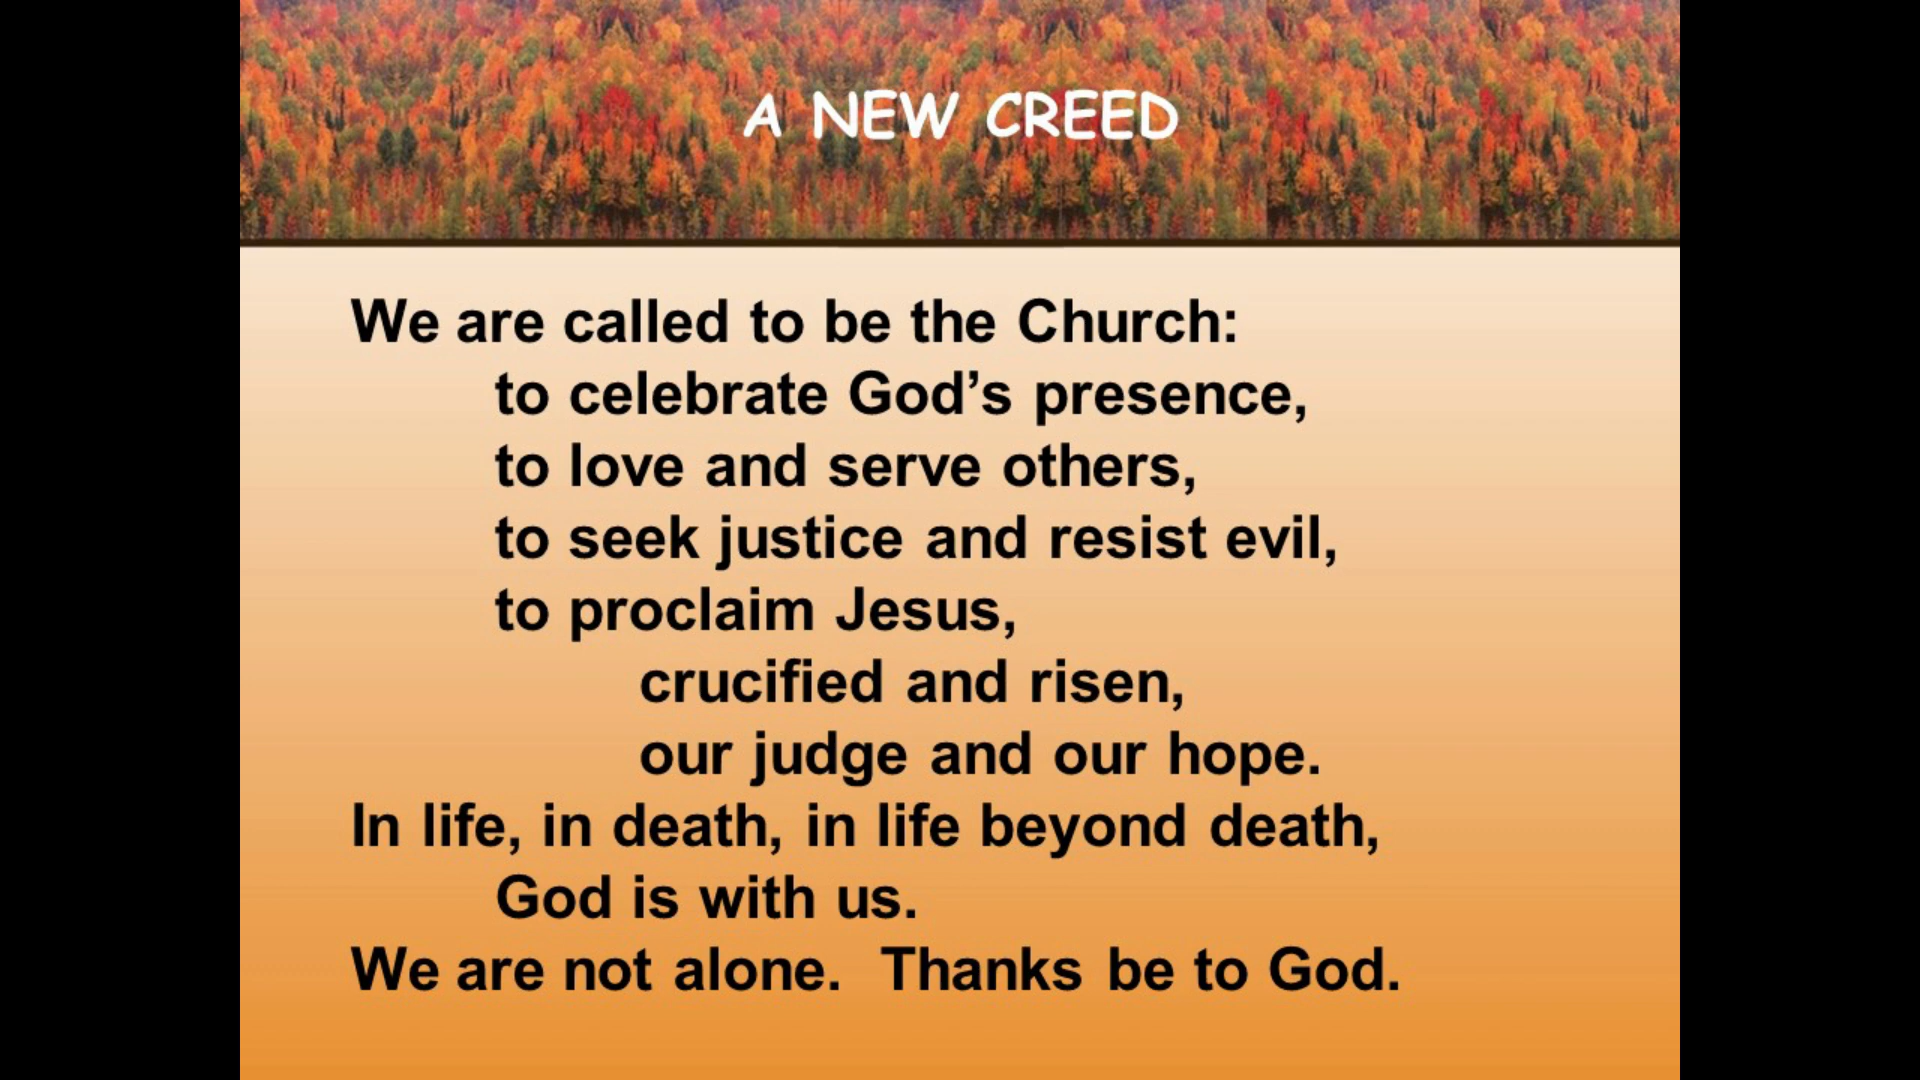 A NEW CREED
We are called to be the Church:
to celebrate God’s presence,
to love and serve others,
to seek justice and resist evil,
to proclaim Jesus,
crucified and risen,
our judge and our hope.
In life, in death, in life beyond death,
God is with us.
We are not alone.  Thanks be to God.